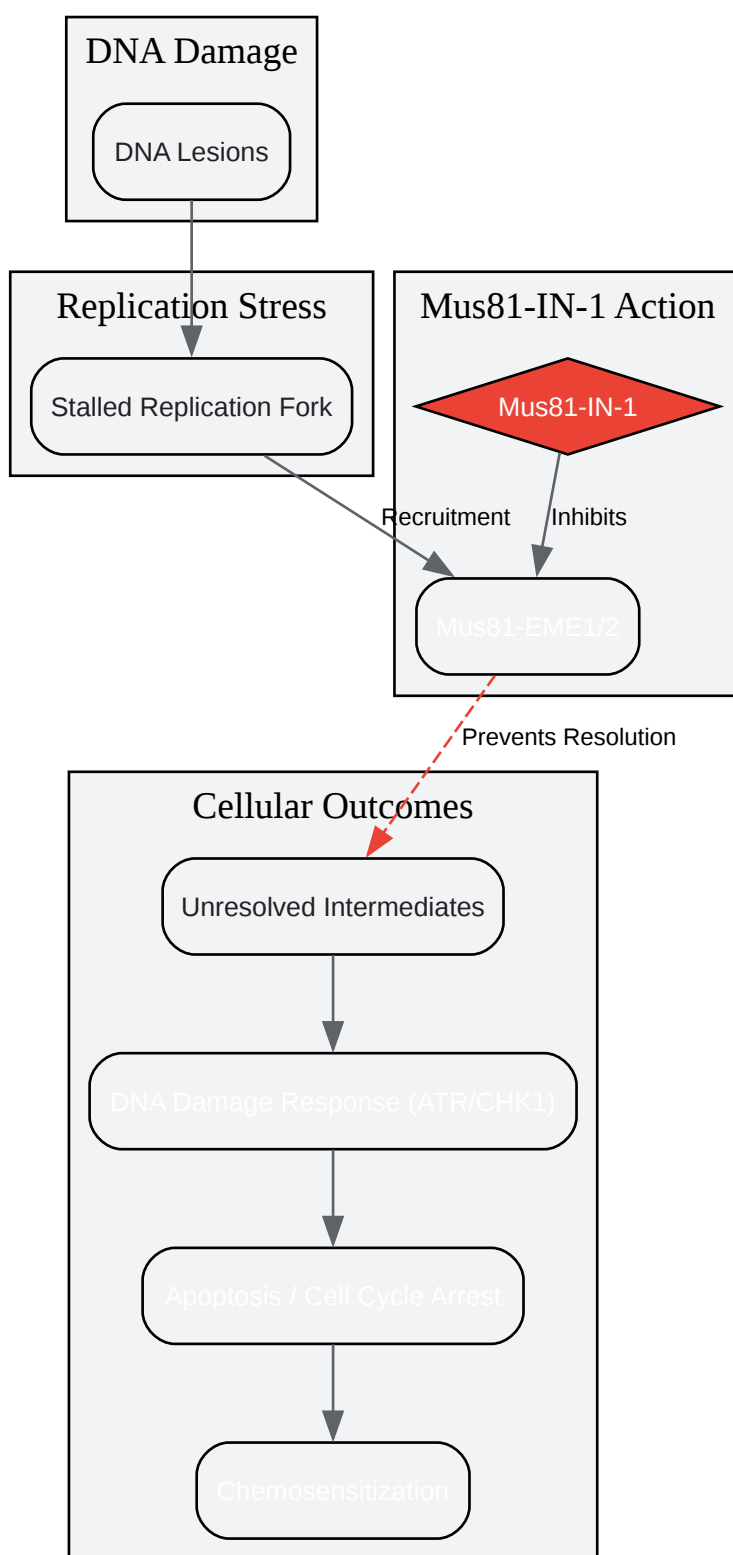 DNA Damage
DNA Lesions
Replication Stress
Stalled Replication Fork
Mus81-IN-1 Action
Mus81-IN-1
Recruitment
Inhibits
Mus81-EME1/2
Prevents Resolution
Cellular Outcomes
Unresolved Intermediates
DNA Damage Response (ATR/CHK1)
Apoptosis / Cell Cycle Arrest
Chemosensitization